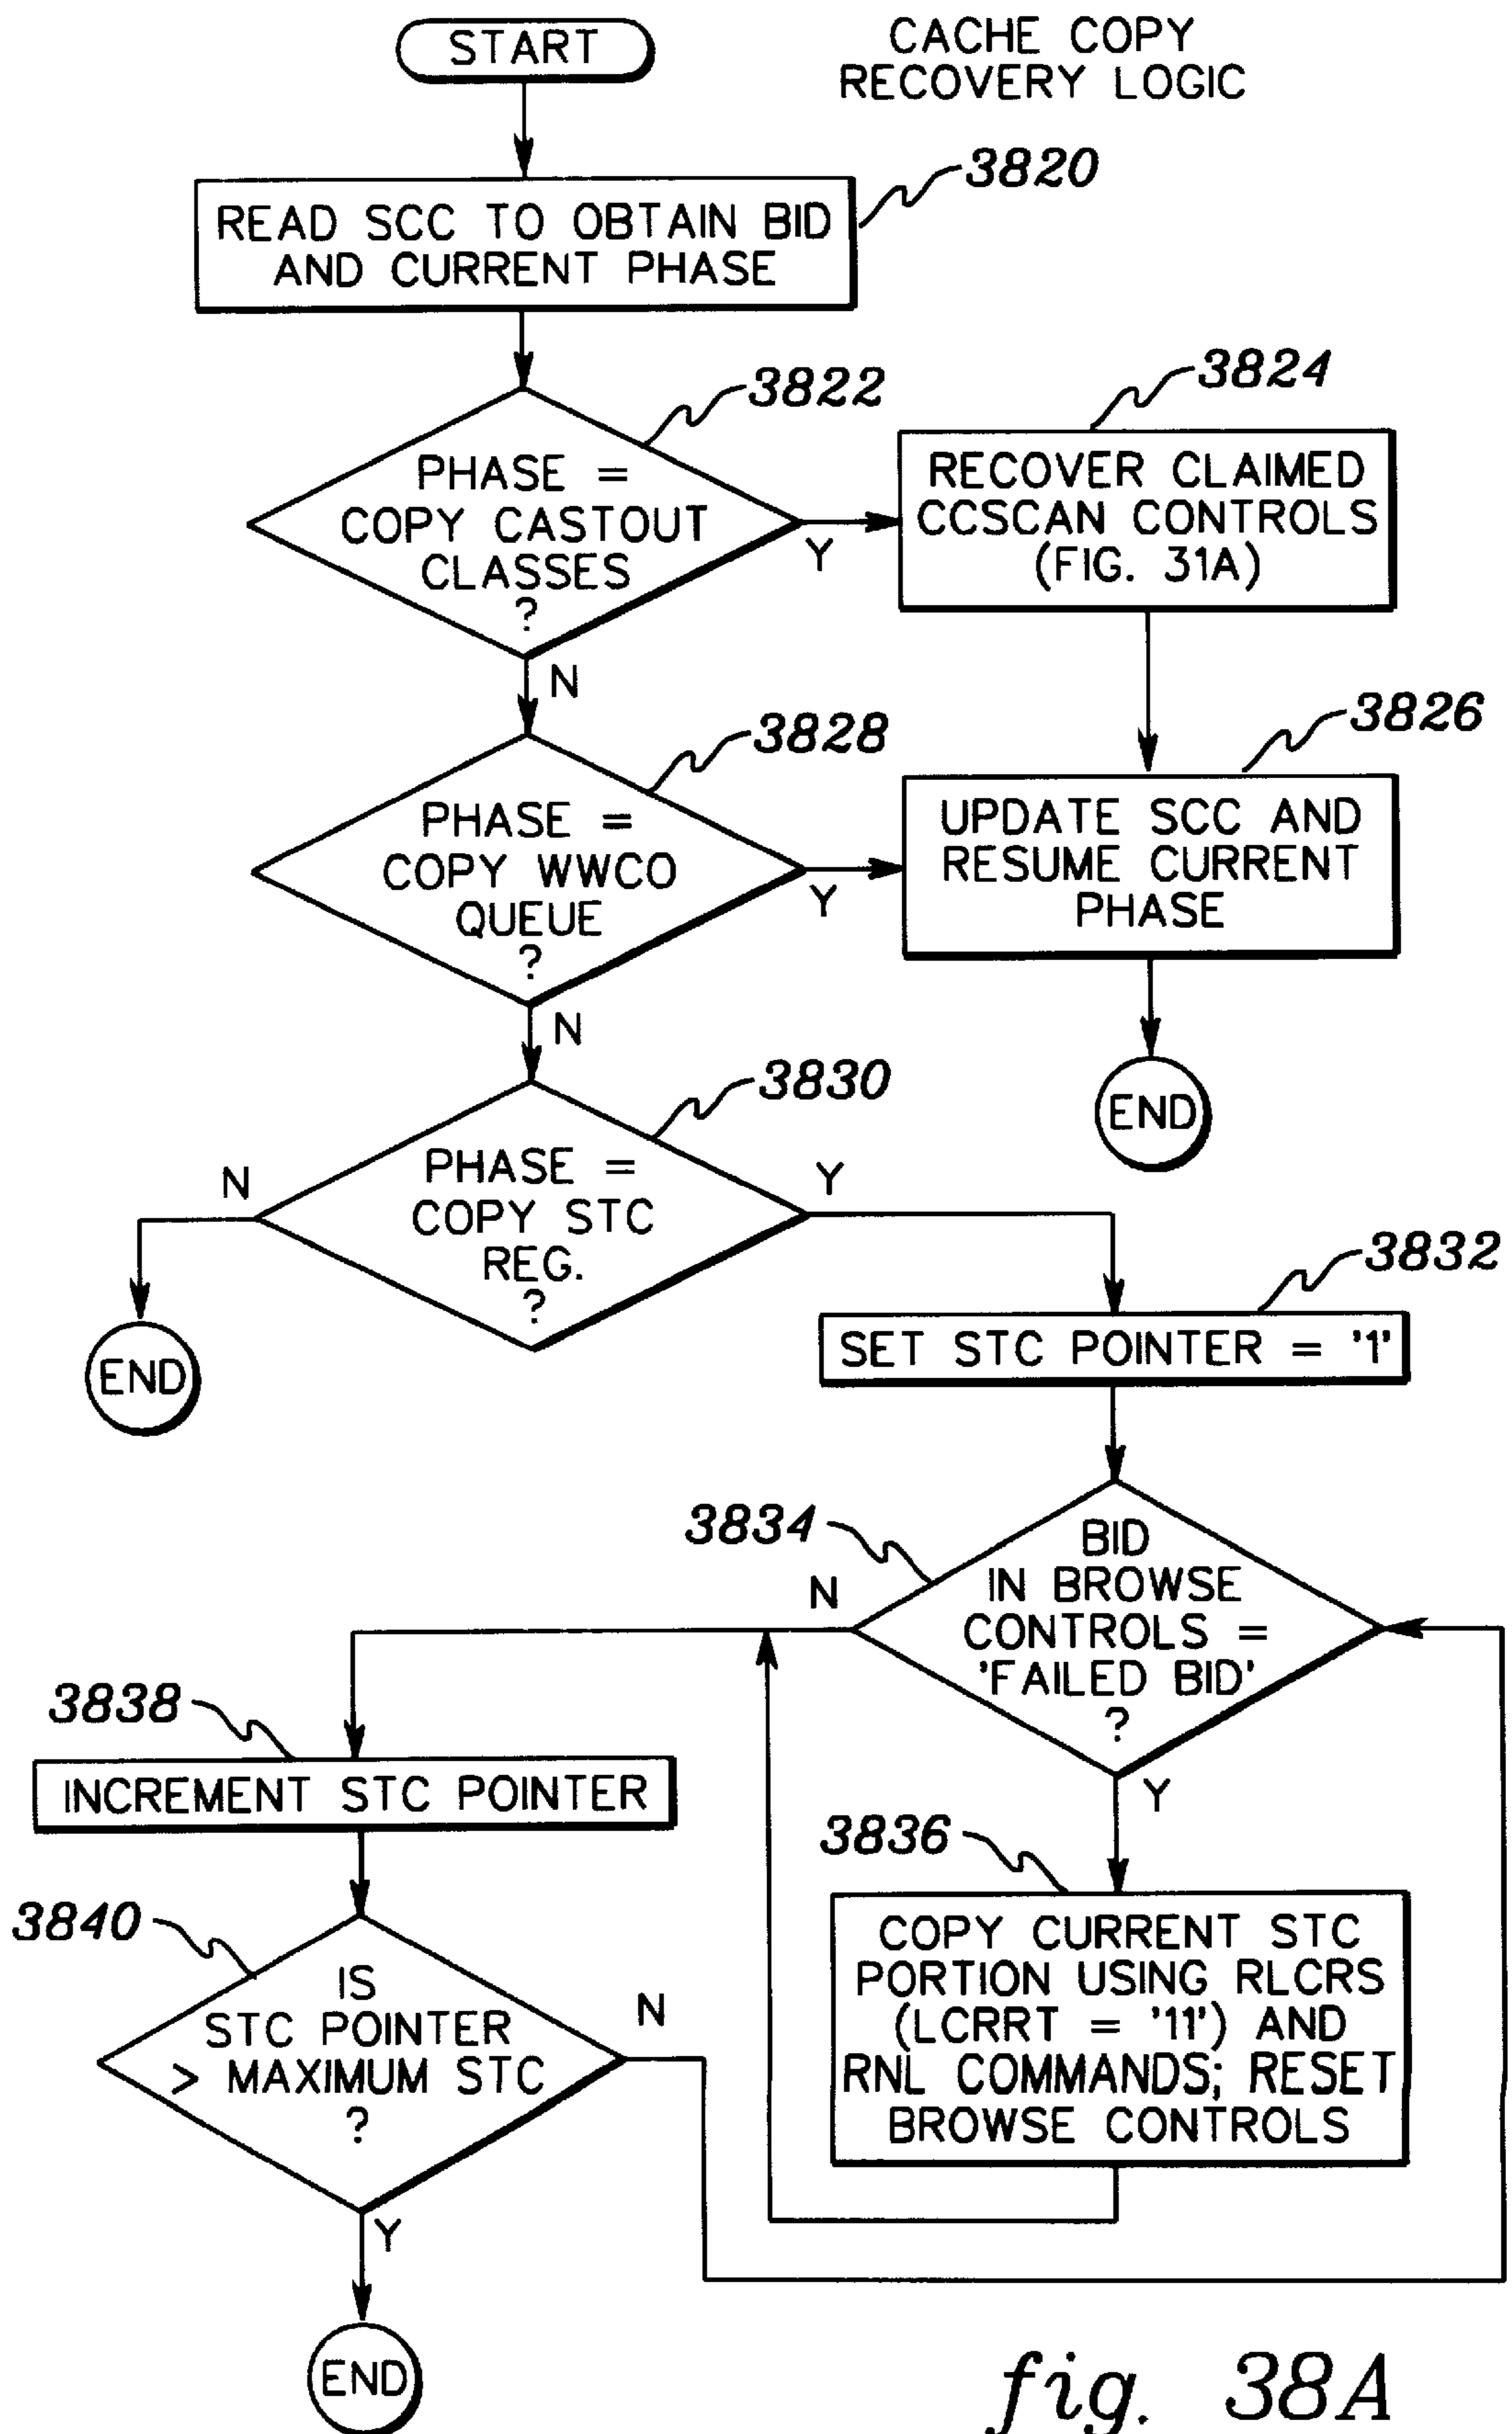 START
CACHE COPY
RECOVERY LOGIC
3820
READ SCC TO OBTAIN BID
AND CURRENT PHASE
3822
PHASE =
COPY CASTOUT
CLASSES
?
Y
N
3824
RECOVER CLAIMED
CCSCAN CONTROLS
(FIG. 31A)
3826
UPDATE SCC AND
RESUME CURRENT
PHASE
END
3828
PHASE =
COPY WWCO
QUEUE
?
Y
N
3830
PHASE =
COPY STC
REG.
?
N
Y
END
3832
SET STC POINTER = '1'
3834
BID
IN BROWSE
CONTROLS =
'FAILED BID'
?
N
Y
3836
COPY CURRENT STC
PORTION USING RLCRS
(LCRRT = '11') AND
RNL COMMANDS; RESET
BROWSE CONTROLS
3838
INCREMENT STC POINTER
3840
IS
STC POINTER
> MAXIMUM STC
?
N
Y
END
fig. 38A